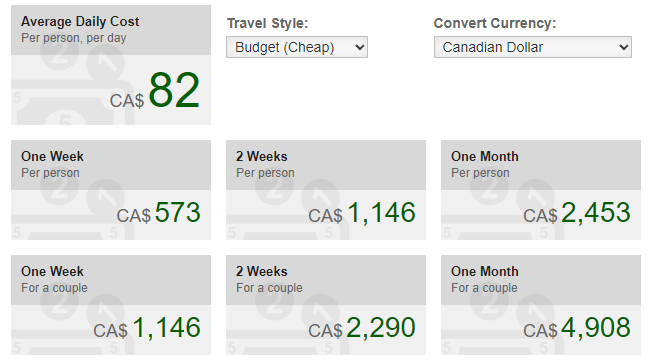 Average Daily Cost
Per person, per day
CA$ 82
Travel Style:
Budget (Cheap)
Convert Currency:
Canadian Dollar
One Week
Per person
CA$ 573
2 Weeks
Per person
CA$ 1,146
One Month
Per person
CA$ 2,453
One Week
For a couple
CA$ 1,146
2 Weeks
For a couple
CA$ 2,290
One Month
For a couple
CA$ 4,908